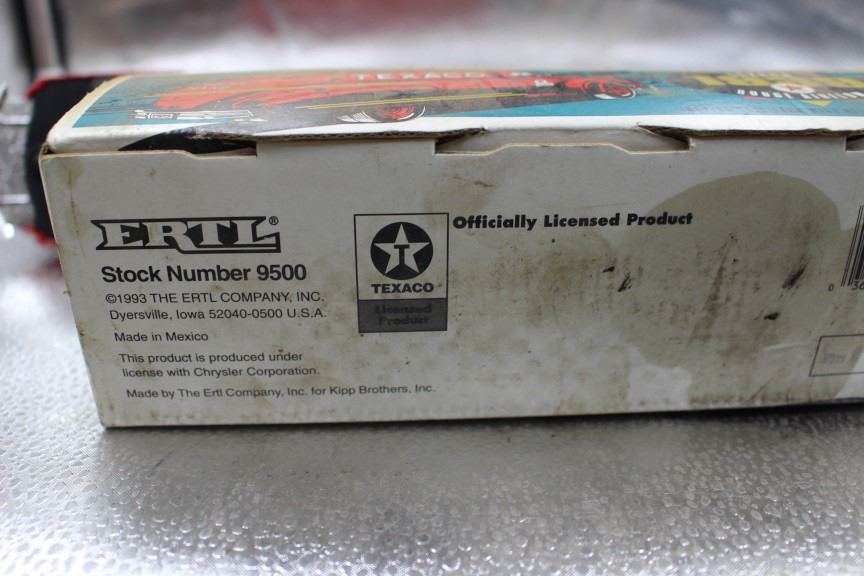 TEXACO
ERTL®
Stock Number 9500
©1993 THE ERTL COMPANY, INC.
Dyersville, Iowa 52040-0500 U.S.A.
Made in Mexico
This product is produced under
license with Chrysler Corporation.
Made by The Ertl Company, Inc. for Kipp Brothers, Inc.
T
TEXACO
Licensed
Product
Officially Licensed Product
0